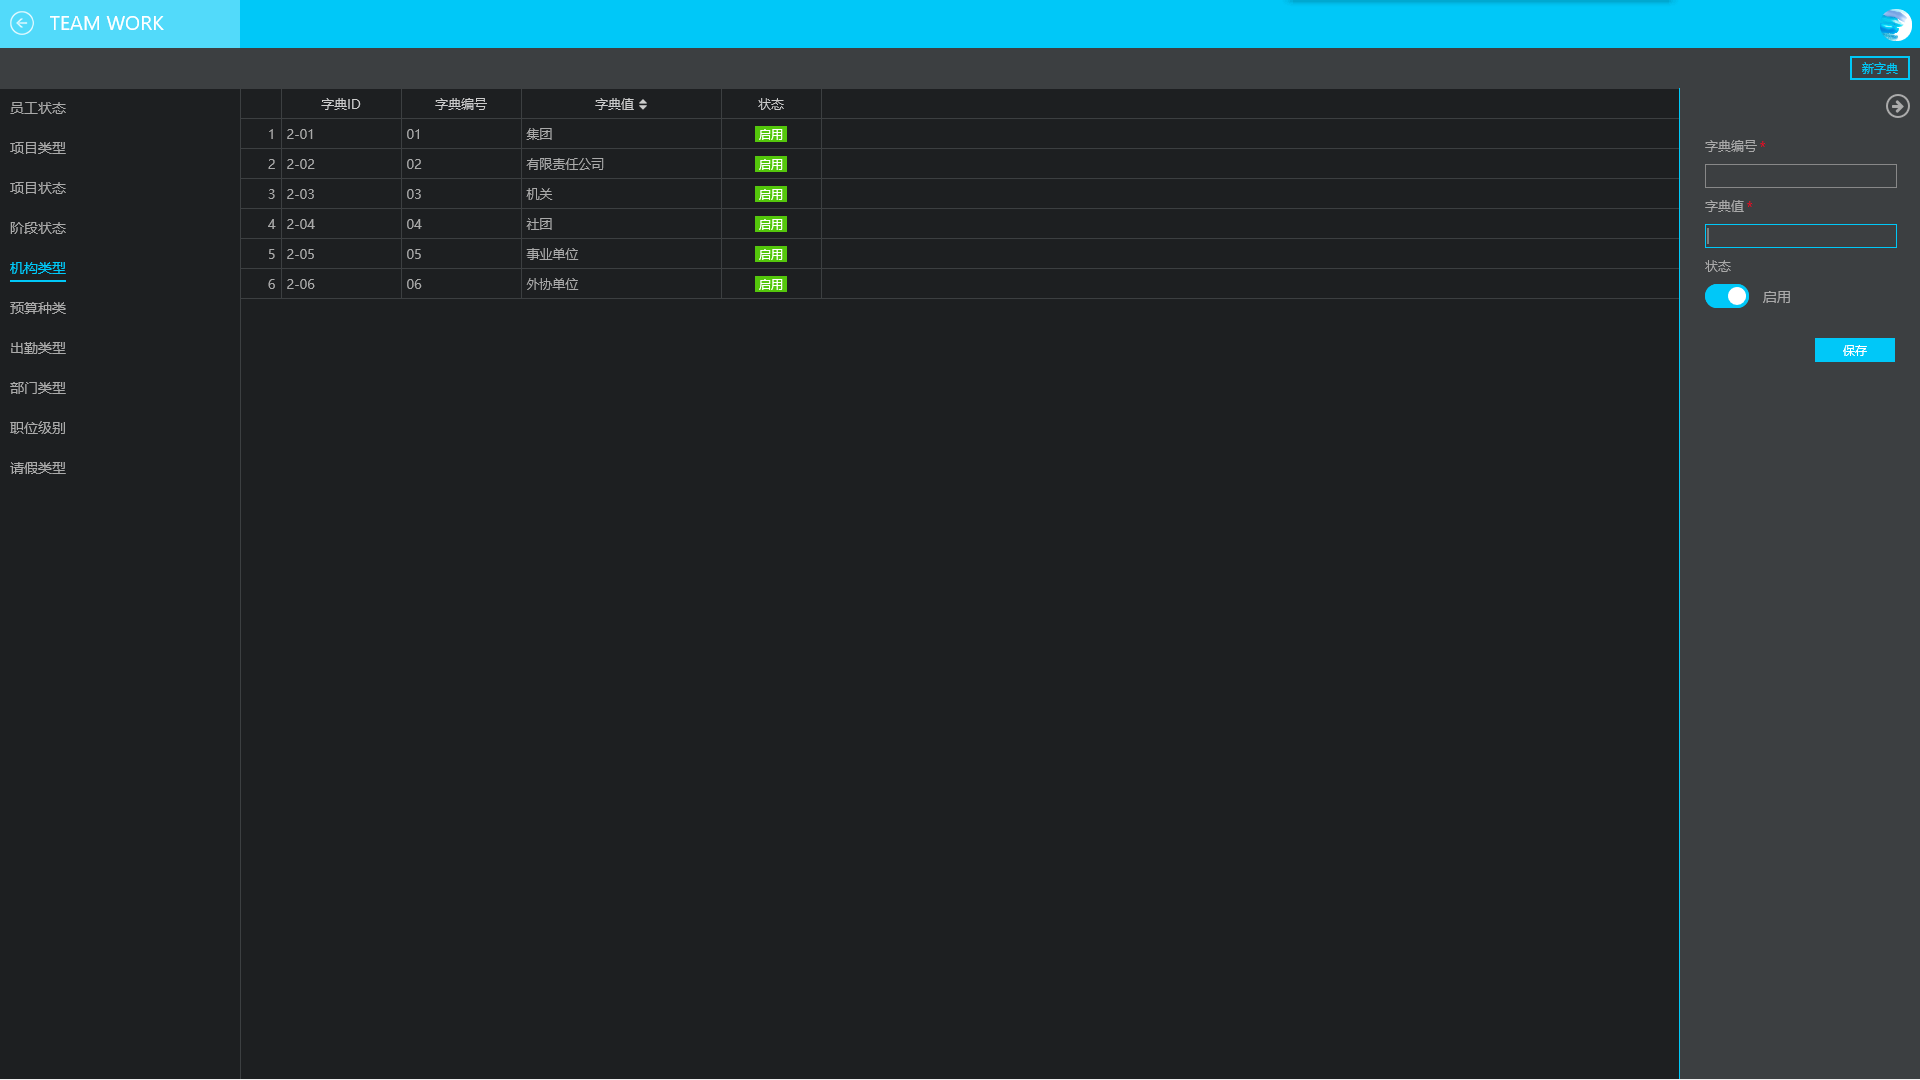 TEAM WORK
新字典
员工状态
项目类型
项目状态
阶段状态
机构类型
预算种类
出勤类型
部门类型
职位级别
请假类型
字典ID 字典编号 字典值 状态
1 2-01 01 集团 启用
2 2-02 02 有限责任公司 启用
3 2-03 03 机关 启用
4 2-04 04 社团 启用
5 2-05 05 事业单位 启用
6 2-06 06 外协单位 启用
字典编号 *
字典值 *
状态
启用
保存